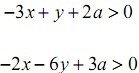 −3x + y + 2a > 0
−2x − 6y + 3a > 0